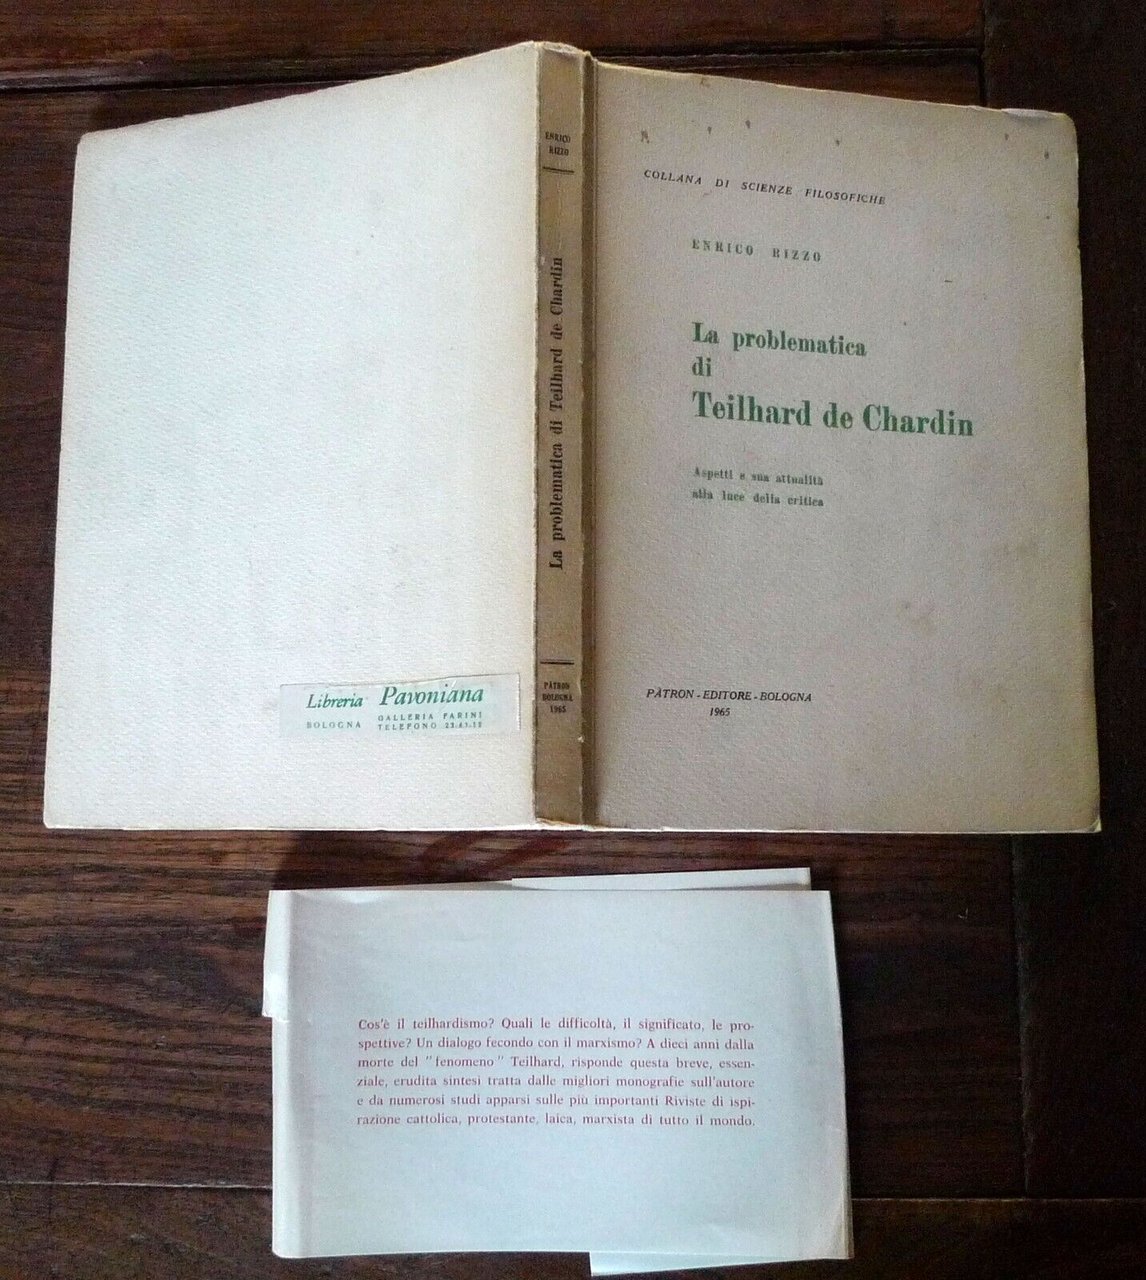 COLLANA DI SCIENZE FILOSOFICHE
ENRICO RIZZO
La problematica
di
Teilhard de Chardin
Aspetti e sua attualità
alla luce della critica
PÀTRON - EDITORE - BOLOGNA
1965
ENRICO
RIZZO
La problematica di Teilhard de Chardin
PÀTRON
BOLOGNA
1965
Libreria Pavoniana
BOLOGNA GALLERIA FARINI
TELEFONO 23.43.12
Cos'è il teilhardismo? Quali le difficoltà, il significato, le pro-
spettive? Un dialogo fecondo con il marxismo? A dieci anni dalla
morte del "fenomeno" Teilhard, risponde questa breve, essen-
ziale, erudita sintesi tratta dalle migliori monografie sull'autore
e da numerosi studi apparsi sulle più importanti Riviste di ispi-
razione cattolica, protestante, laica, marxista di tutto il mondo.